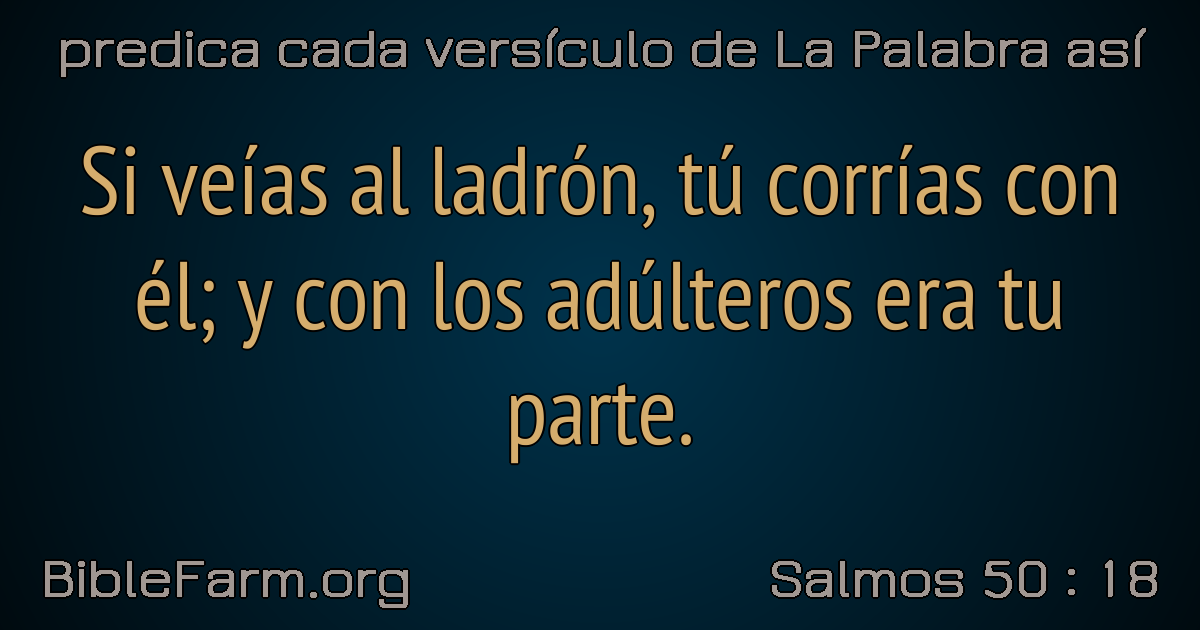 predica cada versículo de La Palabra así
Si veías al ladrón, tú corrías con
él; y con los adúlteros era tu
parte.
BibleFarm.org
Salmos 50 : 18